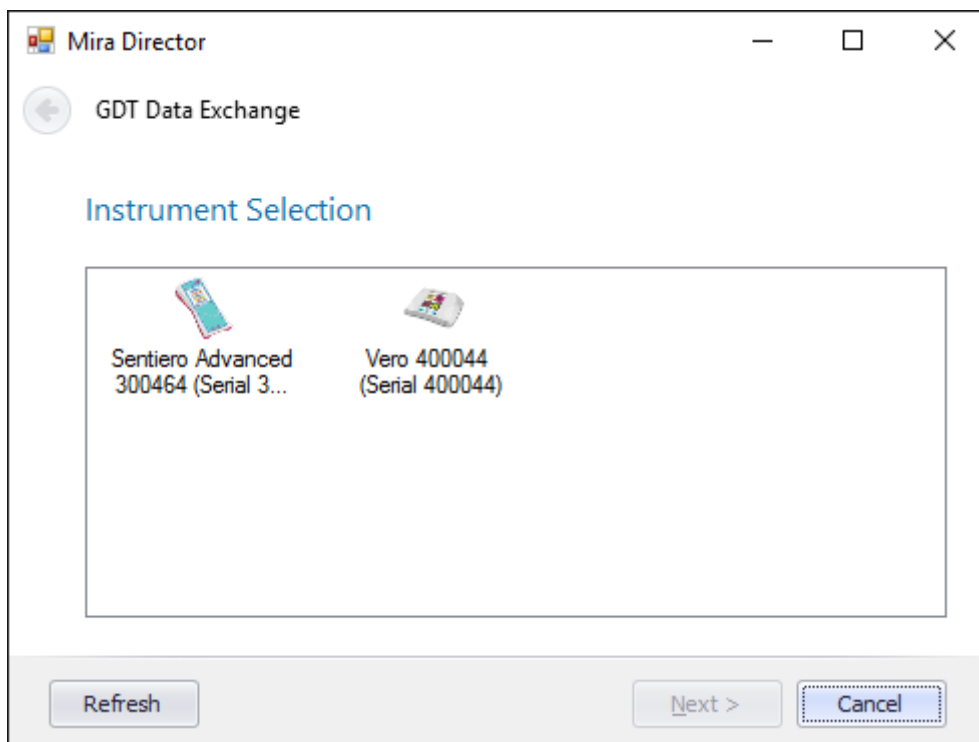 Mira Director
GDT Data Exchange
Instrument Selection
Sentiero Advanced
300464 (Serial 3...
Vero 400044
(Serial 400044)
Refresh
Next >
Cancel